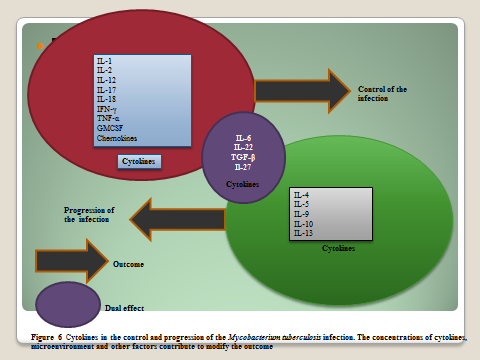 IL-1
IL-2
IL-12
IL-17
IL-18
IFN-γ
TNF-α
GMCSF
Chemokines
Cytokines
Control of the
infection
IL-6
IL-22
TGF-β
Il-27
Cytokines
IL-4
IL-5
IL-9
IL-10
IL-13
Cytokines
Progression of
the infection
Outcome
Dual effect
Figure 6 Cytokines in the control and progression of the Mycobacterium tuberculosis infection. The concentrations of cytokines,
microenvironment and other factors contribute to modify the outcome